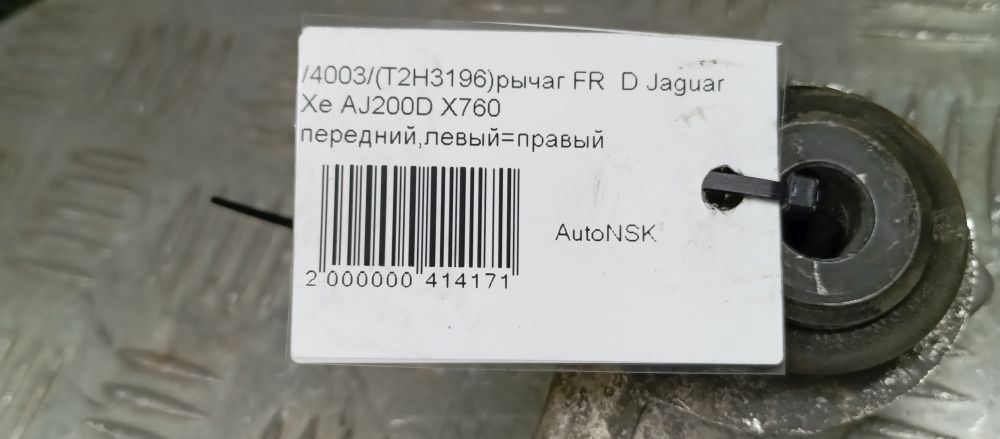 /4003/(T2H3196)рычаг FR D Jaguar
Xe AJ200D X760
передний,левый=правый
AutoNSK
2 000000 414171